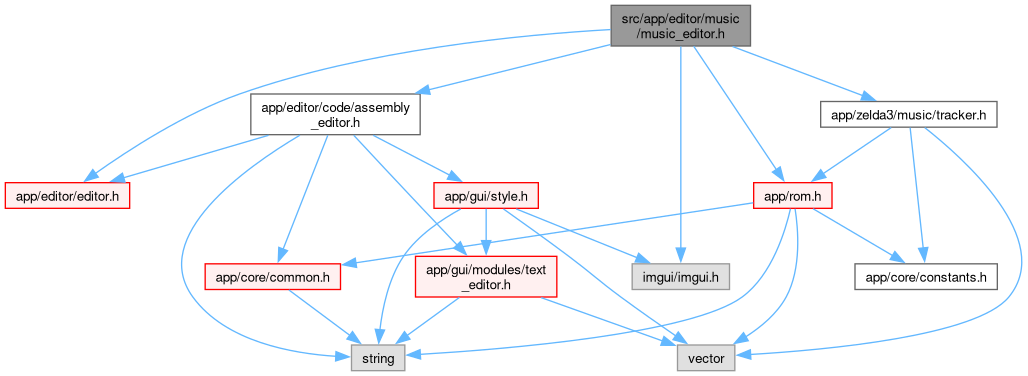 src/app/editor/music
/music_editor.h
app/editor/code/assembly
_editor.h
app/zelda3/music/tracker.h
app/editor/editor.h
app/gui/style.h
app/rom.h
app/core/common.h
app/gui/modules/text
_editor.h
imgui/imgui.h
app/core/constants.h
string
vector